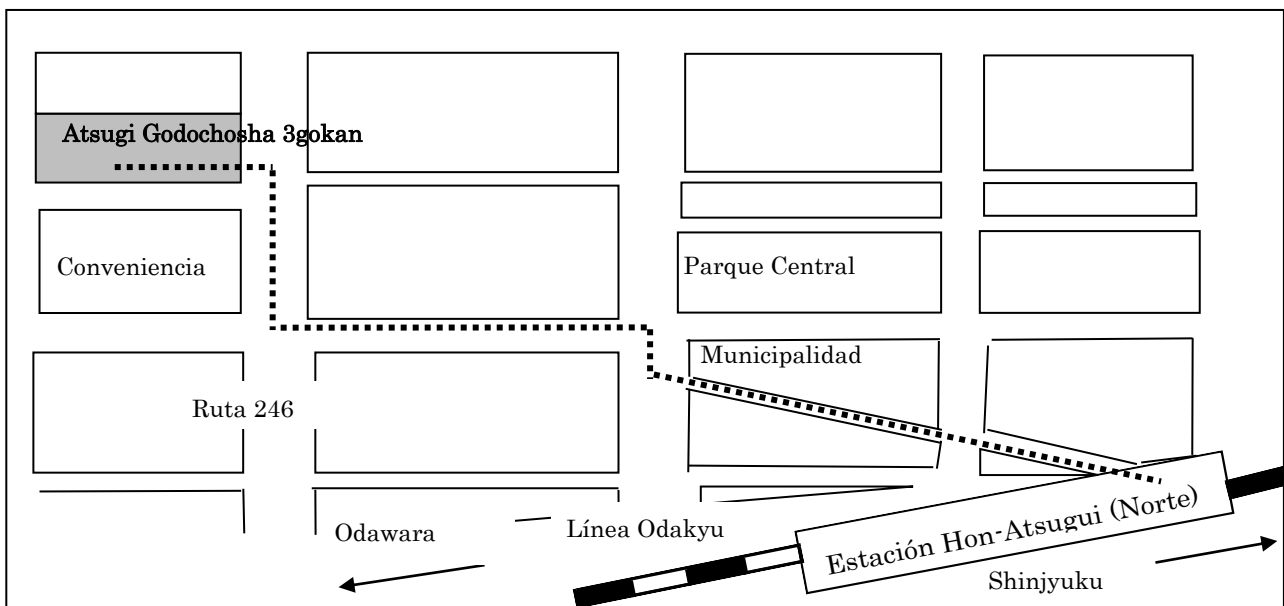 Atsugi Godochosha 3gokan
Conveniencia
Parque Central
Municipalidad
Ruta 246
Odawara
Línea Odakyu
Estación Hon-Atsugui (Norte)
Shinjyuku